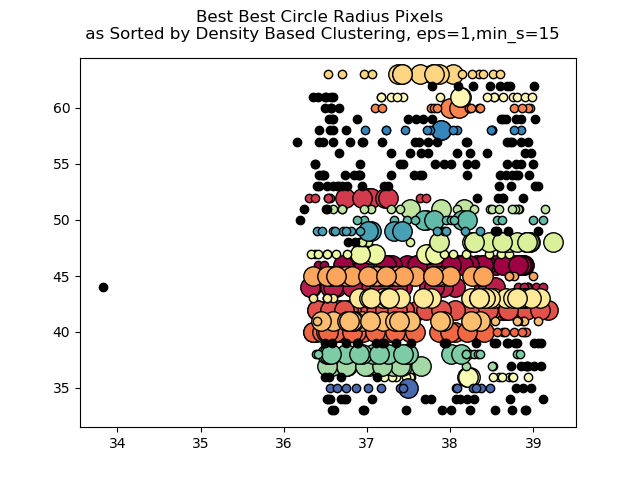 Best Best Circle Radius Pixels
as Sorted by Density Based Clustering, eps=1,min_s=15
60
55
50
45
40
35
34 35 36 37 38 39